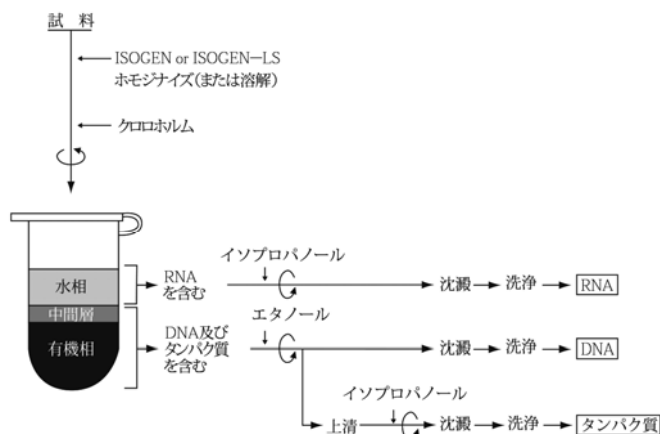 試料
ISOGEN or ISOGEN-LS
ホモジナイズ(または溶解)
クロロホルム
水相
中間層
有機相
RNA
を含む
イソプロパノール
沈澱
洗浄
RNA
DNA及び
タンパク質
を含む
エタノール
沈澱
洗浄
DNA
イソプロパノール
上清
沈澱
洗浄
タンパク質